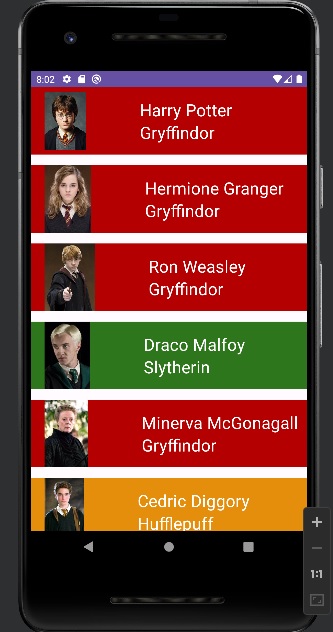 8:02
Harry Potter
Gryffindor
Hermione Granger
Gryffindor
Ron Weasley
Gryffindor
Draco Malfoy
Slytherin
Minerva McGonagall
Gryffindor
Cedric Diggory
Hufflepuff
1:1